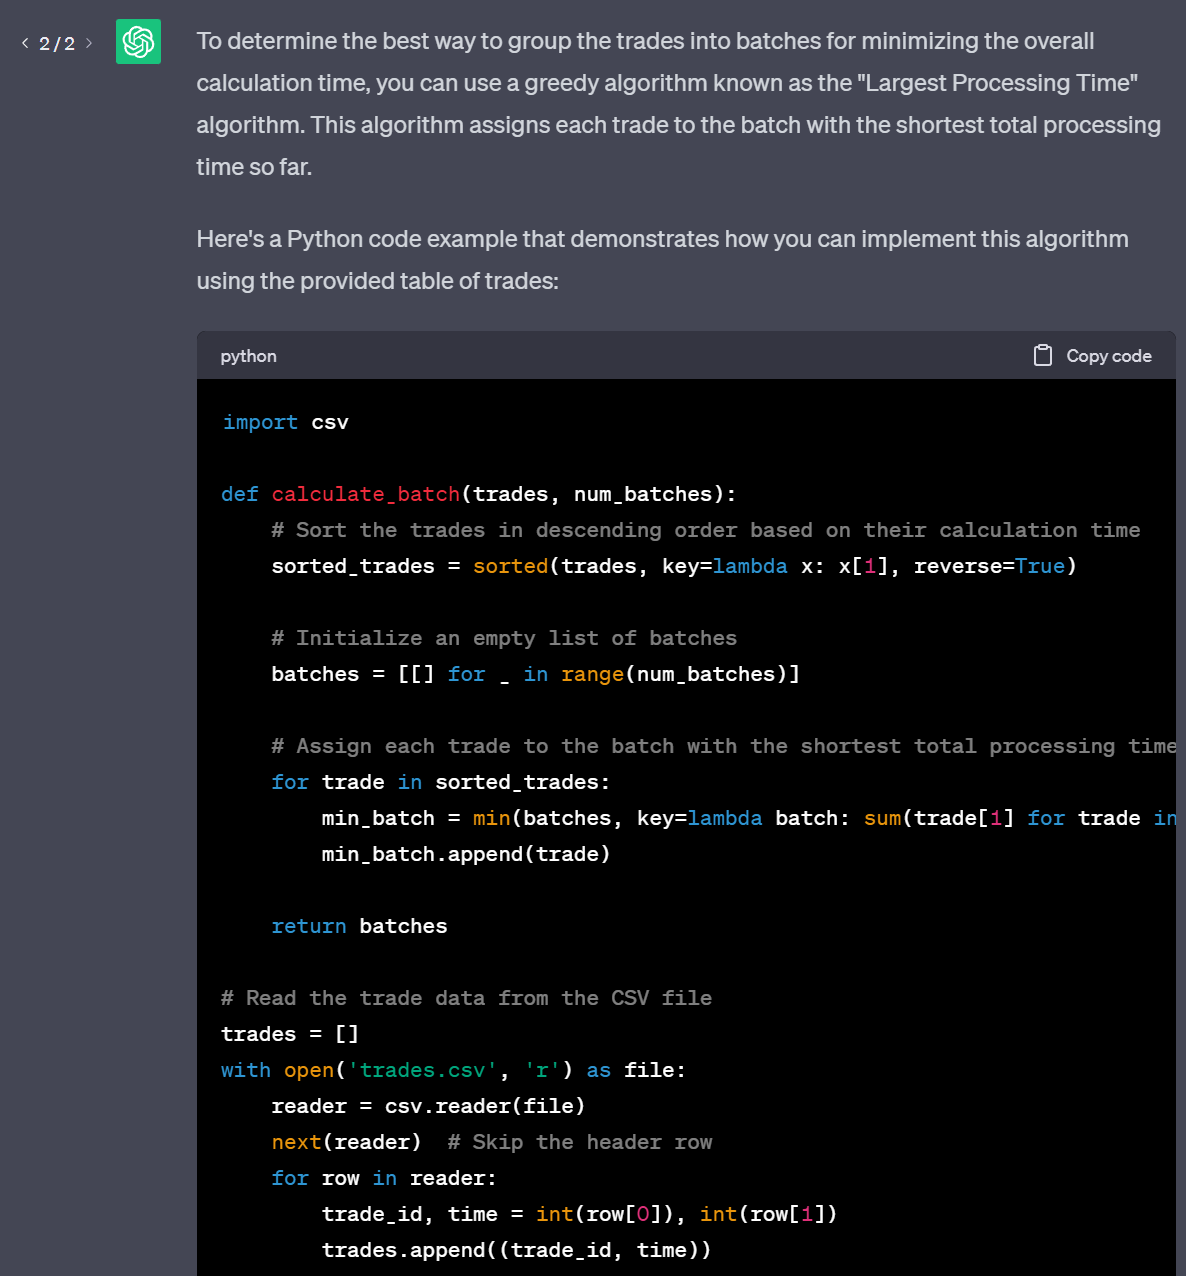 2/2
To determine the best way to group the trades into batches for minimizing the overall
calculation time, you can use a greedy algorithm known as the "Largest Processing Time"
algorithm. This algorithm assigns each trade to the batch with the shortest total processing
time so far.
Here's a Python code example that demonstrates how you can implement this algorithm
using the provided table of trades:
python
Copy code
import csv
def calculate_batch(trades, num_batches):
    # Sort the trades in descending order based on their calculation time
    sorted_trades = sorted(trades, key=lambda x: x[1], reverse=True)
    # Initialize an empty list of batches
    batches = [[] for _ in range(num_batches)]
    # Assign each trade to the batch with the shortest total processing time
    for trade in sorted_trades:
        min_batch = min(batches, key=lambda batch: sum(trade[1] for trade in
        min_batch.append(trade)
    return batches
# Read the trade data from the CSV file
trades = []
with open('trades.csv', 'r') as file:
    reader = csv.reader(file)
    next(reader)  # Skip the header row
    for row in reader:
        trade_id, time = int(row[0]), int(row[1])
        trades.append((trade_id, time))